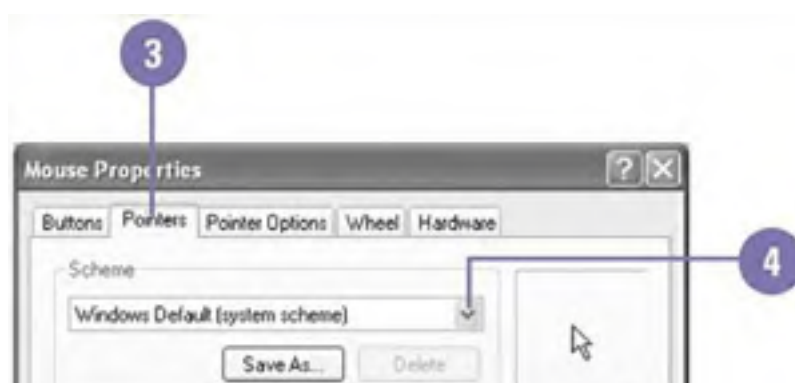 3
Mouse Properties
Buttons Pointers Pointer Options Wheel Hardware
Scheme
4
Windows Default (system scheme)
Save As... Delete